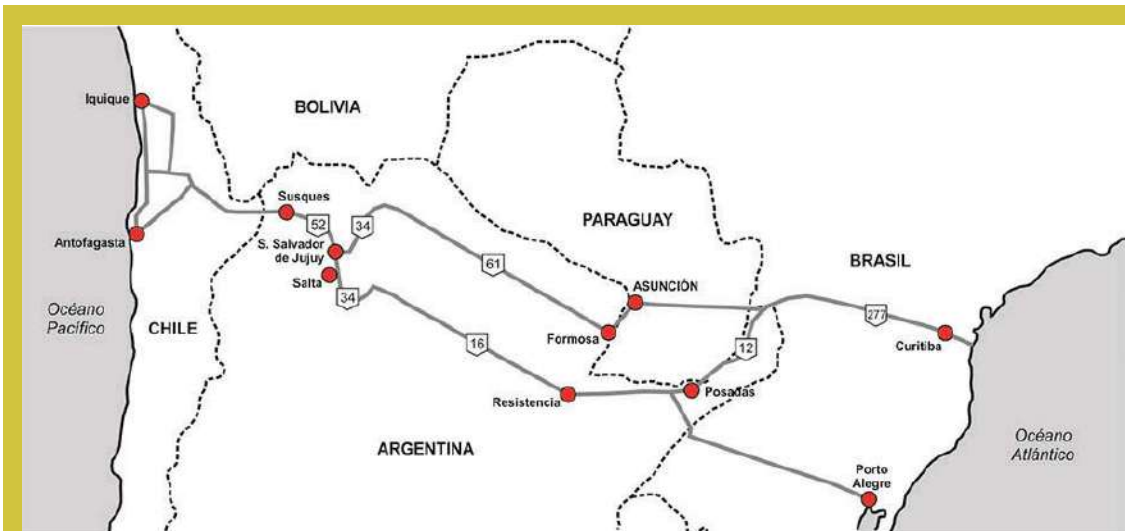 Iquique
BOLIVIA
Susques
52
34
PARAGUAY
Antofagasta
S. Salvador
de Jujuy
61
BRASIL
Salta
34
ASUNCIÓN
Océano
Pacífico
CHILE
277
Formosa
16
12
Curitiba
Resistencia
Posadas
ARGENTINA
Océano
Atlántico
Porto
Alegre